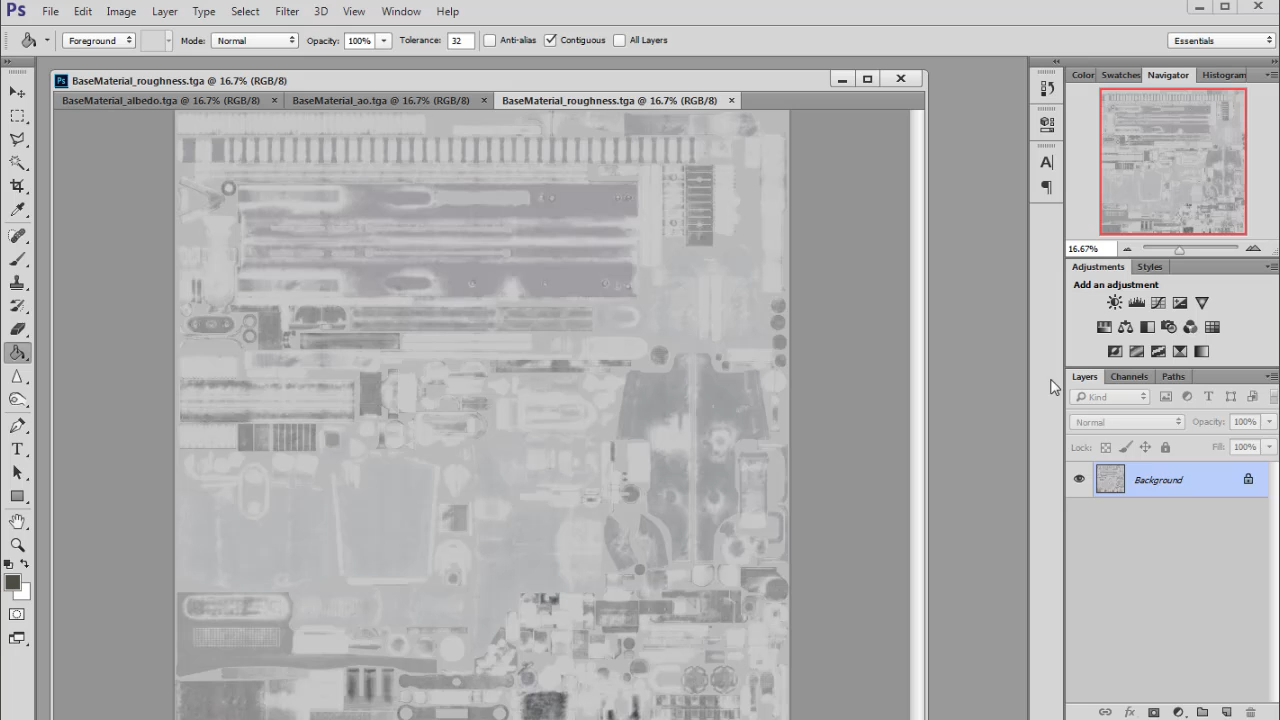 Ps File Edit Image Layer Type Select Filter 3D View Window Help
Foreground Mode: Normal Opacity: 100% Tolerance: 32 Anti-alias Contiguous All Layers Essentials
BaseMaterial_roughness.tga @ 16.7% (RGB/8)
BaseMaterial_albedo.tga @ 16.7% (RGB/8) × BaseMaterial_ao.tga @ 16.7% (RGB/8) × BaseMaterial_roughness.tga @ 16.7% (RGB/8) ×
Color Swatches Navigator Histogram
16.67%
Adjustments Styles
Add an adjustment
Layers Channels Paths
Kind
Normal Opacity: 100%
Lock: Fill: 100%
Background